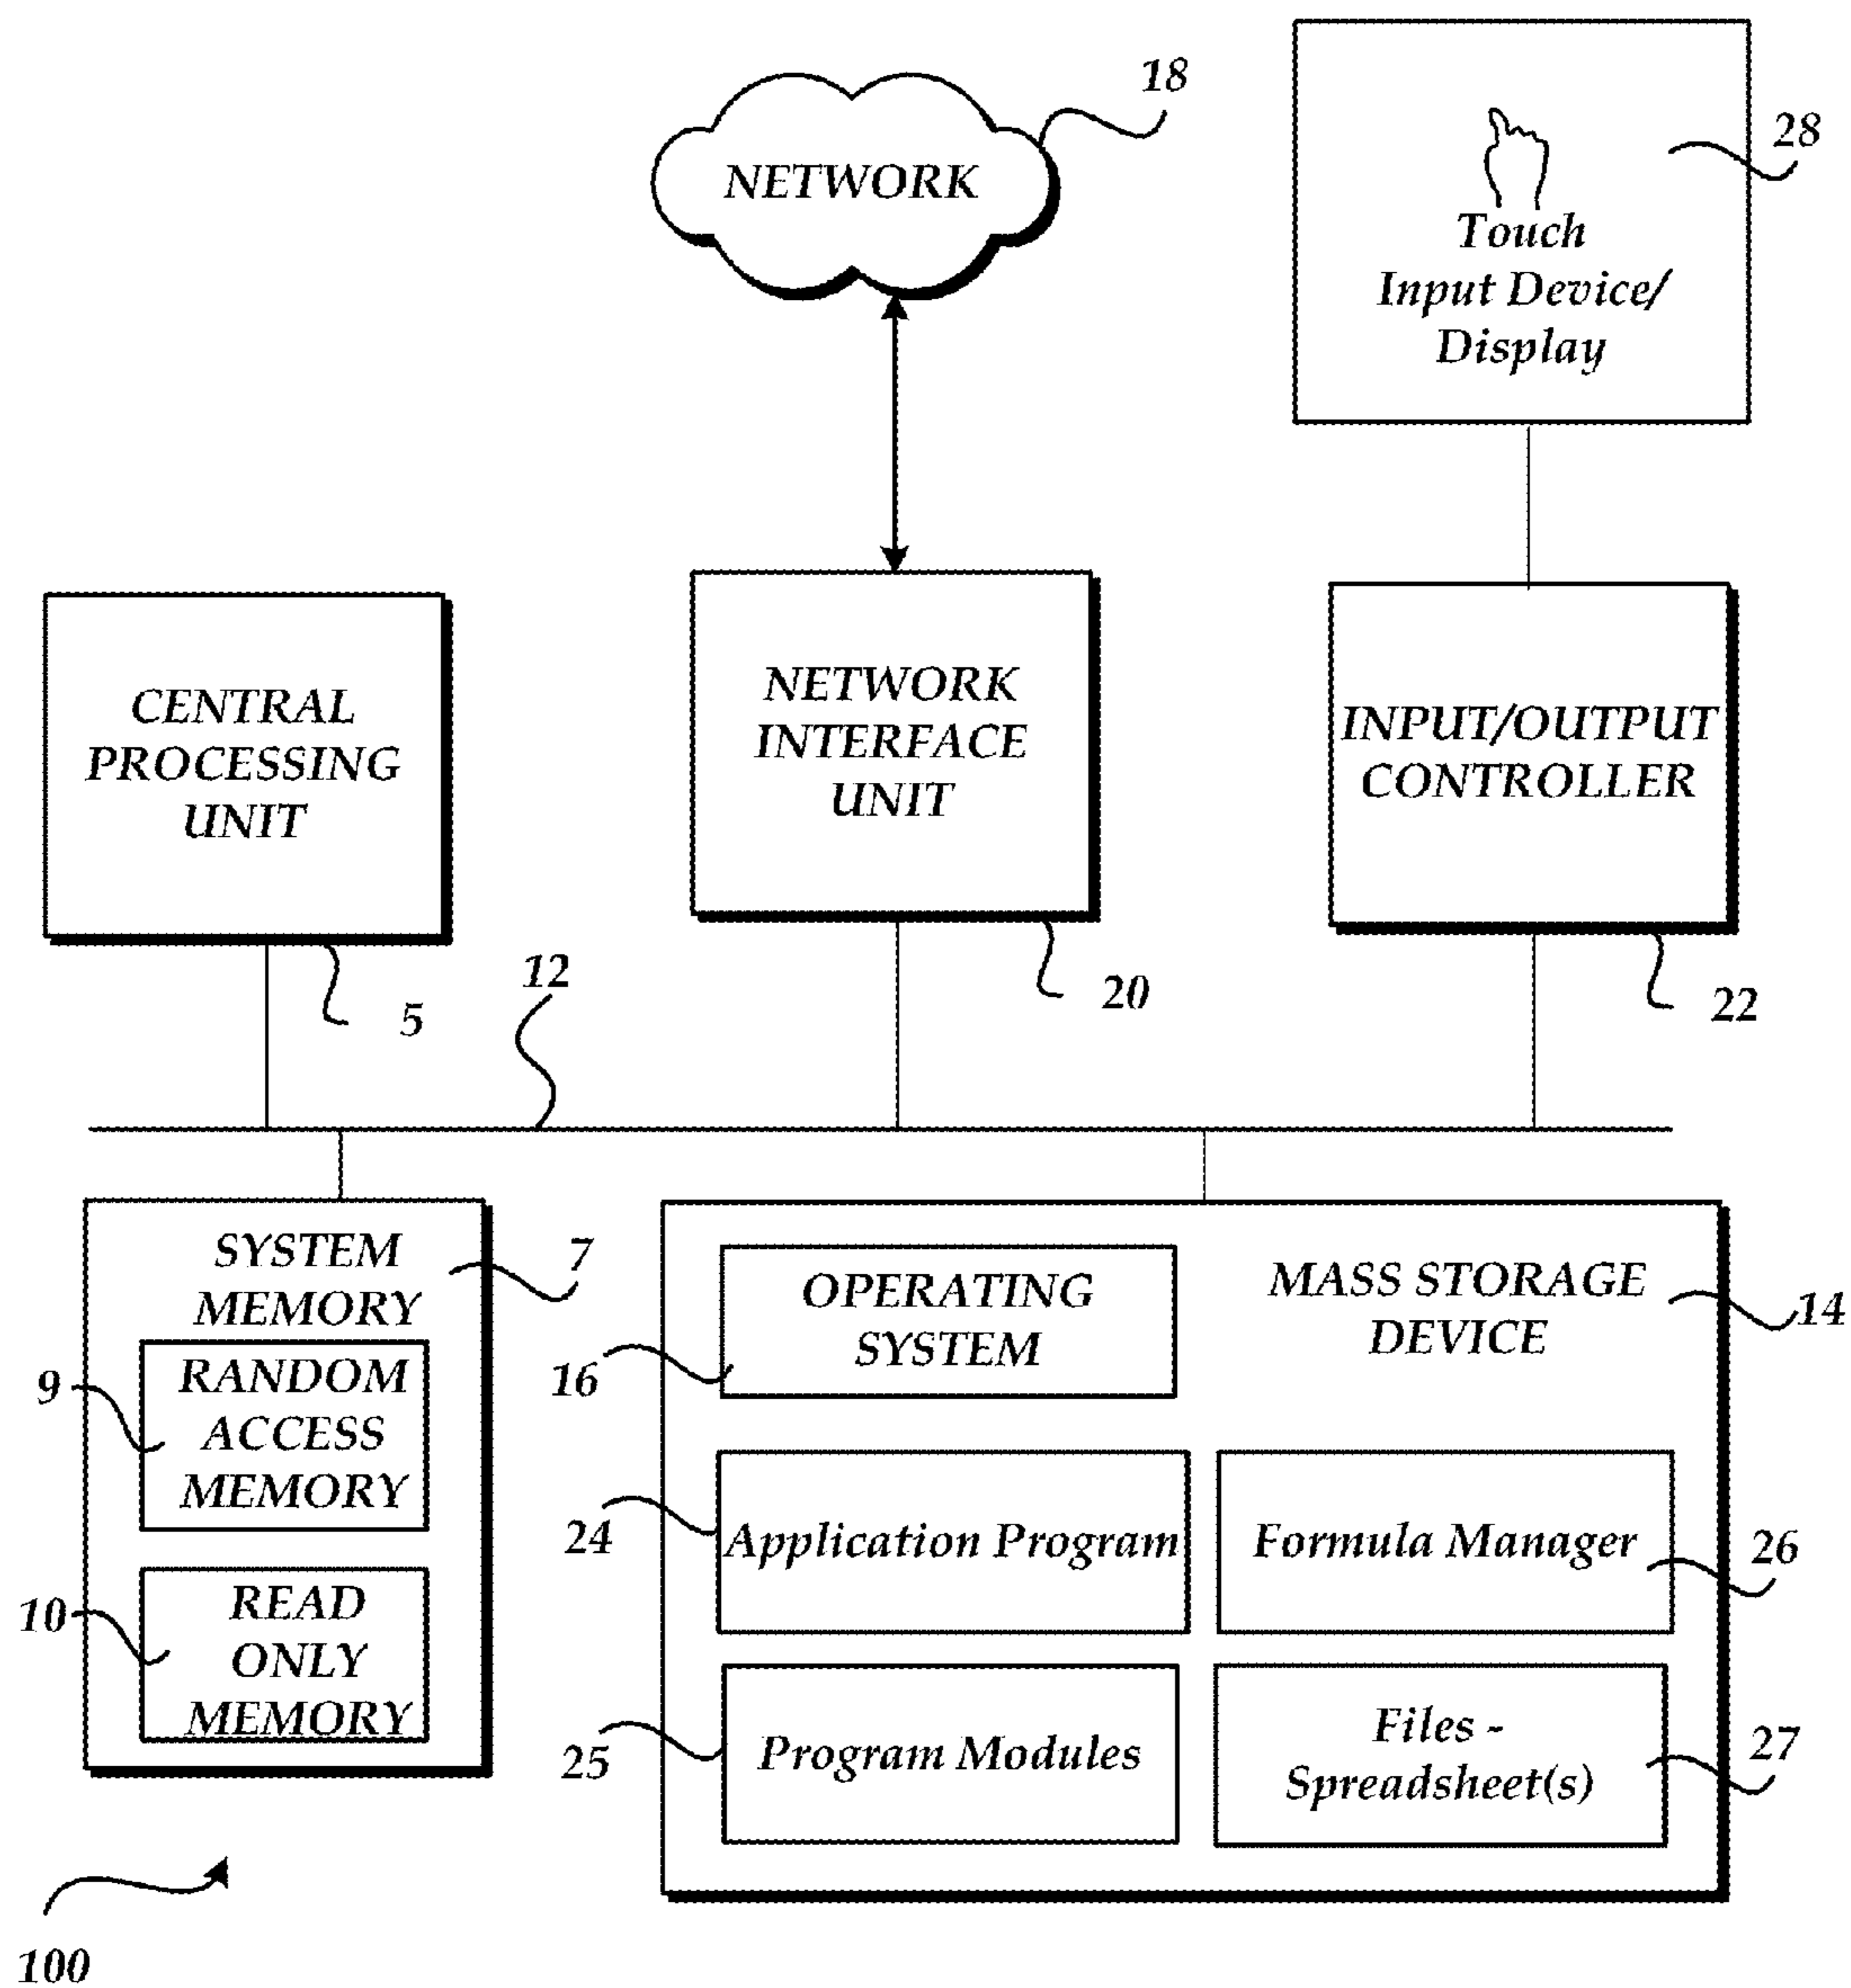 18
NETWORK
28
Touch
Input Device/
Display
CENTRAL
PROCESSING
UNIT
5
NETWORK
INTERFACE
UNIT
20
INPUT/OUTPUT
CONTROLLER
22
12
SYSTEM
MEMORY
7
9
RANDOM
ACCESS
MEMORY
10
READ
ONLY
MEMORY
OPERATING
SYSTEM
16
MASS STORAGE
DEVICE
14
24
Application Program
Formula Manager
26
25
Program Modules
Files -
Spreadsheet(s)
27
100